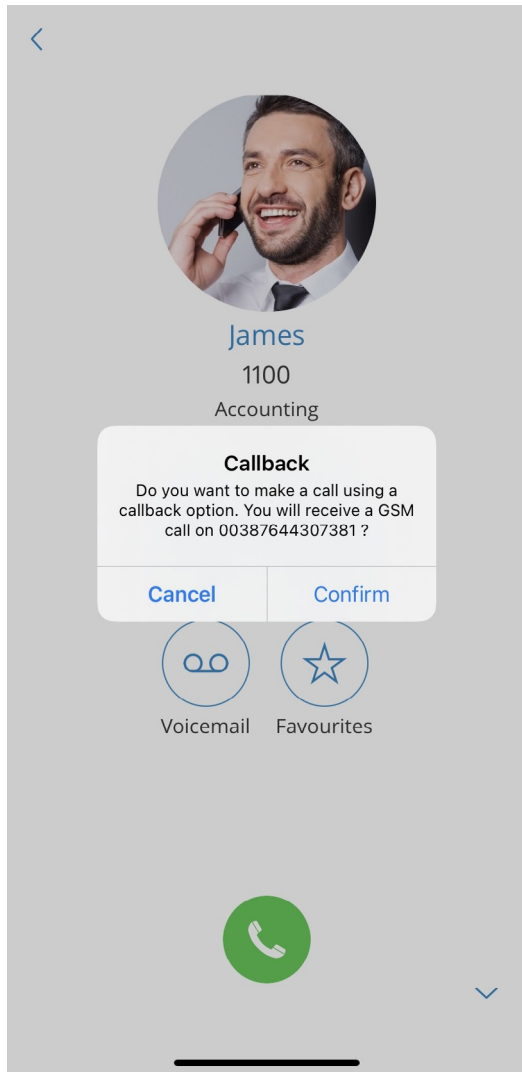 James
1100
Accounting
Callback
Do you want to make a call using a
callback option. You will receive a GSM
call on 00387644307381 ?
Cancel Confirm
Voicemail Favourites